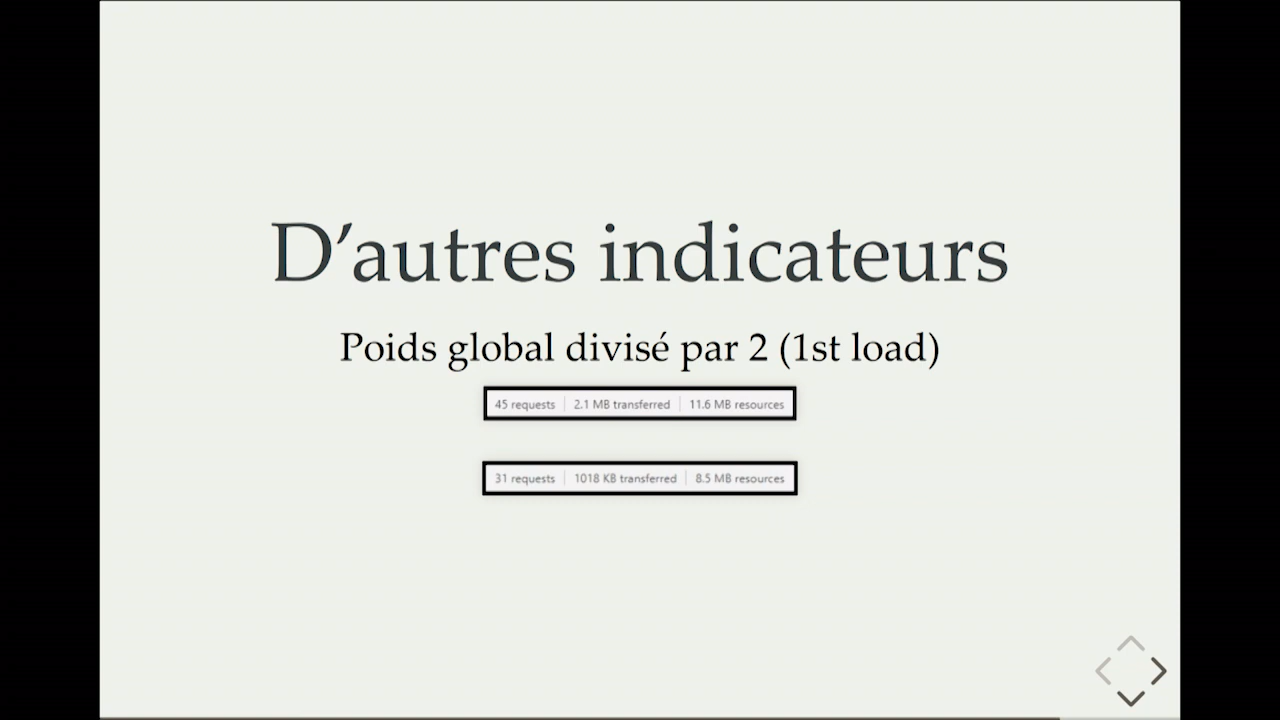 D’autres indicateurs
Poids global divisé par 2 (1st load)
45 requests | 2.1 MB transferred | 11.6 MB resources
31 requests | 1018 KB transferred | 8.5 MB resources